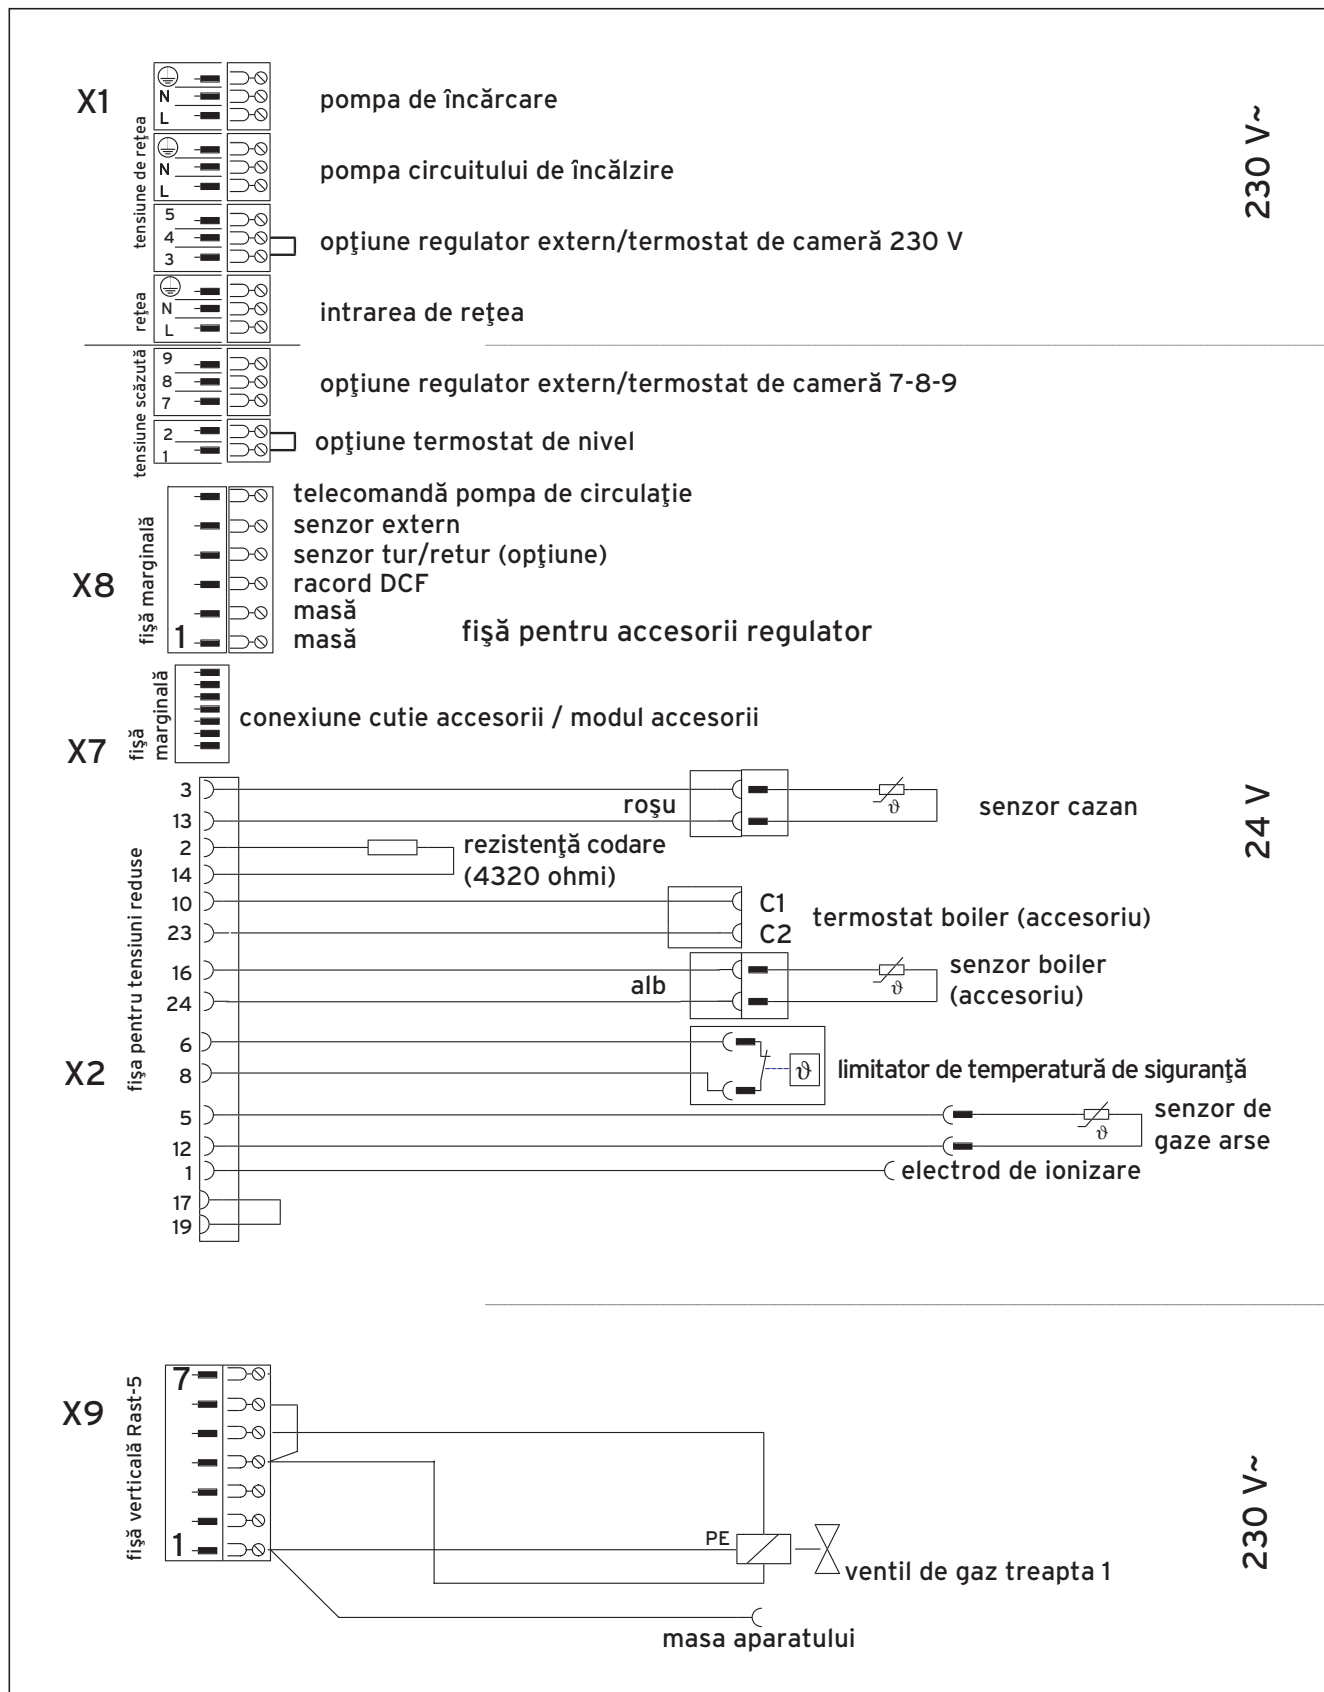 X1
tensiune de reţea
N
L
pompa de încărcare
N
L
pompa circuitului de încălzire
5
4
3
opţiune regulator extern/termostat de cameră 230 V
reţea
N
L
intrarea de reţea
230 V~
tensiune scăzută
9
8
7
opţiune regulator extern/termostat de cameră 7-8-9
2
1
opţiune termostat de nivel
X8
fişă marginală
1
telecomandă pompa de circulaţie
senzor extern
senzor tur/retur (opţiune)
racord DCF
masă
masă
fişă pentru accesorii regulator
X7
fişă
marginală
conexiune cutie accesorii / modul accesorii
24 V
X2
fişa pentru tensiuni reduse
3
13
roşu
ϑ
senzor cazan
2
14
rezistenţă codare
(4320 ohmi)
10
23
C1
C2
termostat boiler (accesoriu)
16
24
alb
ϑ
senzor boiler
(accesoriu)
6
8
ϑ
limitator de temperatură de siguranţă
5
12
ϑ
senzor de
gaze arse
1
electrod de ionizare
17
19
X9
fişă verticală Rast-5
7
1
PE
ventil de gaz treapta 1
masa aparatului
230 V~